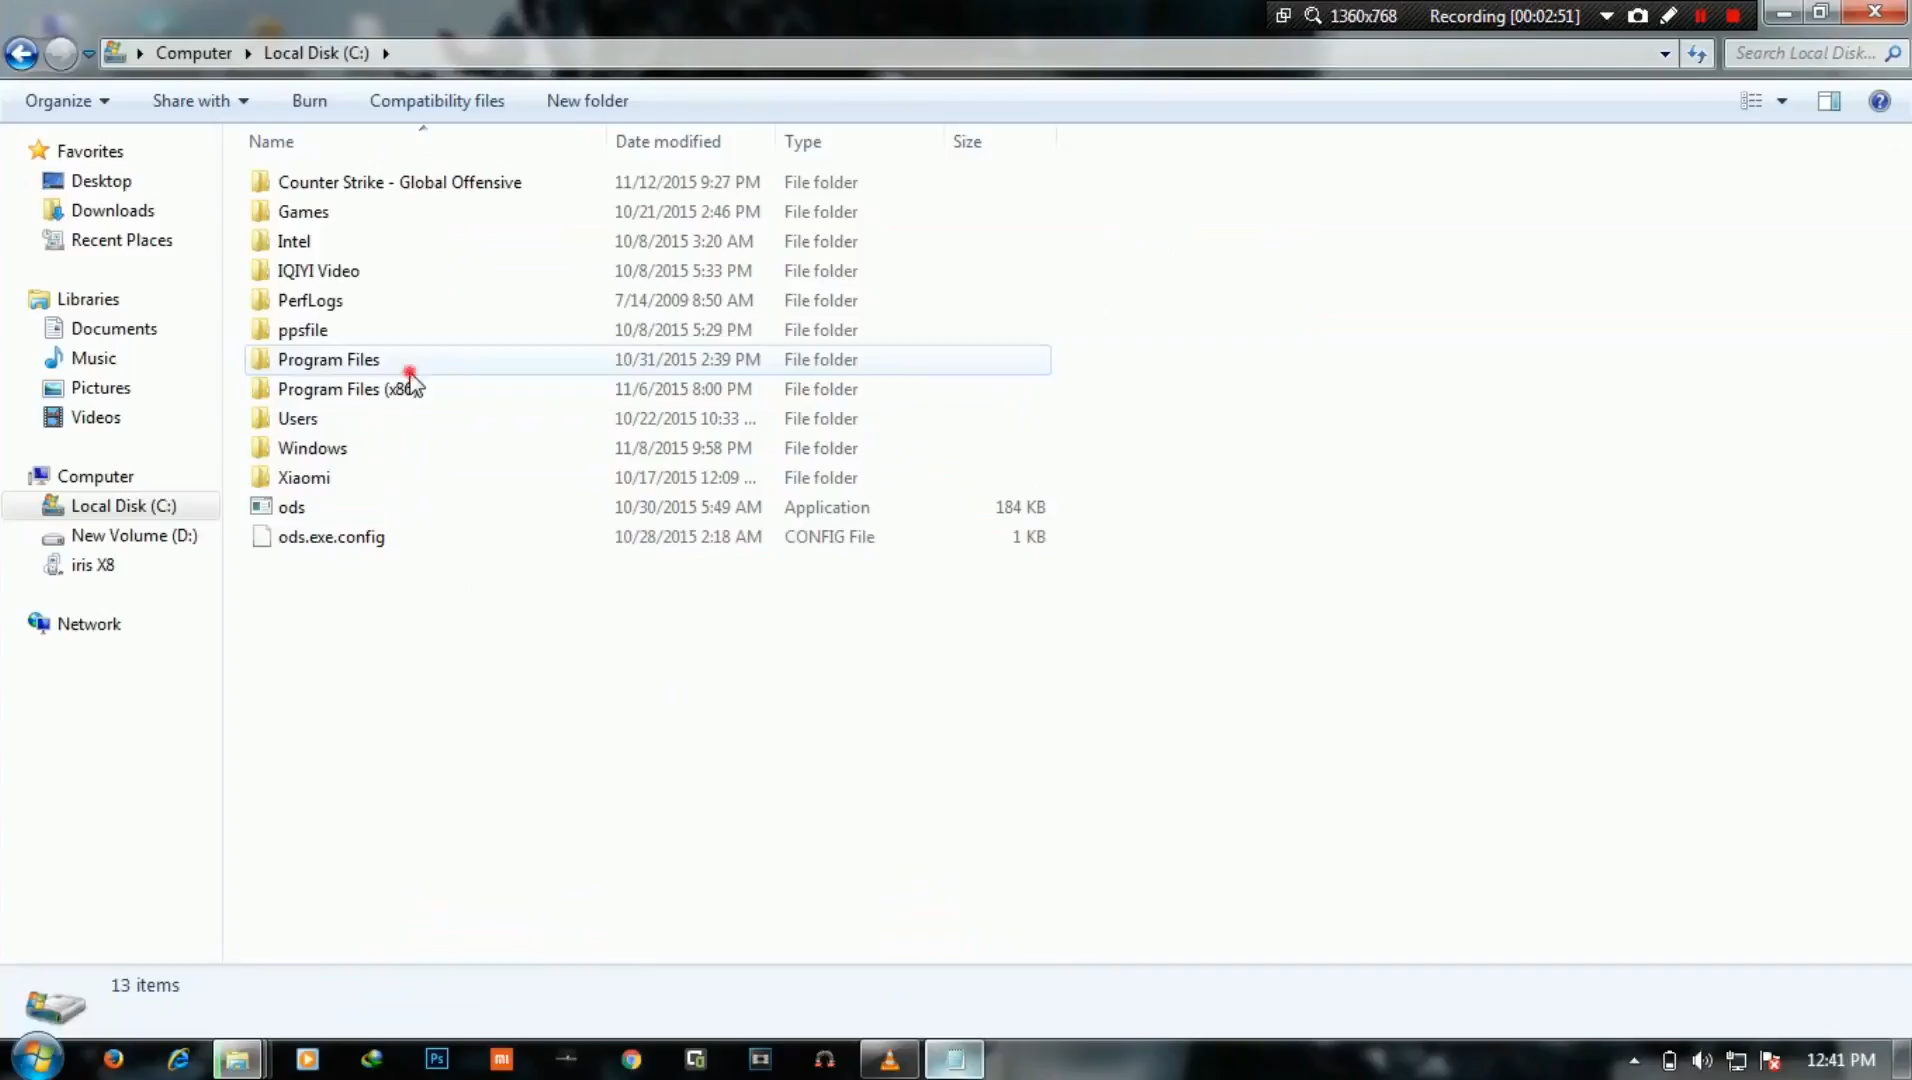 1360x768 Recording [00:02:51]
Computer Local Disk (C:) Search Local Disk...
Organize Share with Burn Compatibility files New folder
Name Date modified Type Size
Favorites
Desktop
Downloads
Recent Places
Libraries
Documents
Music
Pictures
Videos
Computer
Local Disk (C:)
New Volume (D:)
iris X8
Network
Counter Strike - Global Offensive 11/12/2015 9:27 PM File folder
Games 10/21/2015 2:46 PM File folder
Intel 10/8/2015 3:20 AM File folder
IQIYI Video 10/8/2015 5:33 PM File folder
PerfLogs 7/14/2009 8:50 AM File folder
ppsfile 10/8/2015 5:29 PM File folder
Program Files 10/31/2015 2:39 PM File folder
Program Files (x86) 11/6/2015 8:00 PM File folder
Users 10/22/2015 10:33 ... File folder
Windows 11/8/2015 9:58 PM File folder
Xiaomi 10/17/2015 12:09 ... File folder
ods 10/30/2015 5:49 AM Application 184 KB
ods.exe.config 10/28/2015 2:18 AM CONFIG File 1 KB
13 items
Ps
mi
12:41 PM